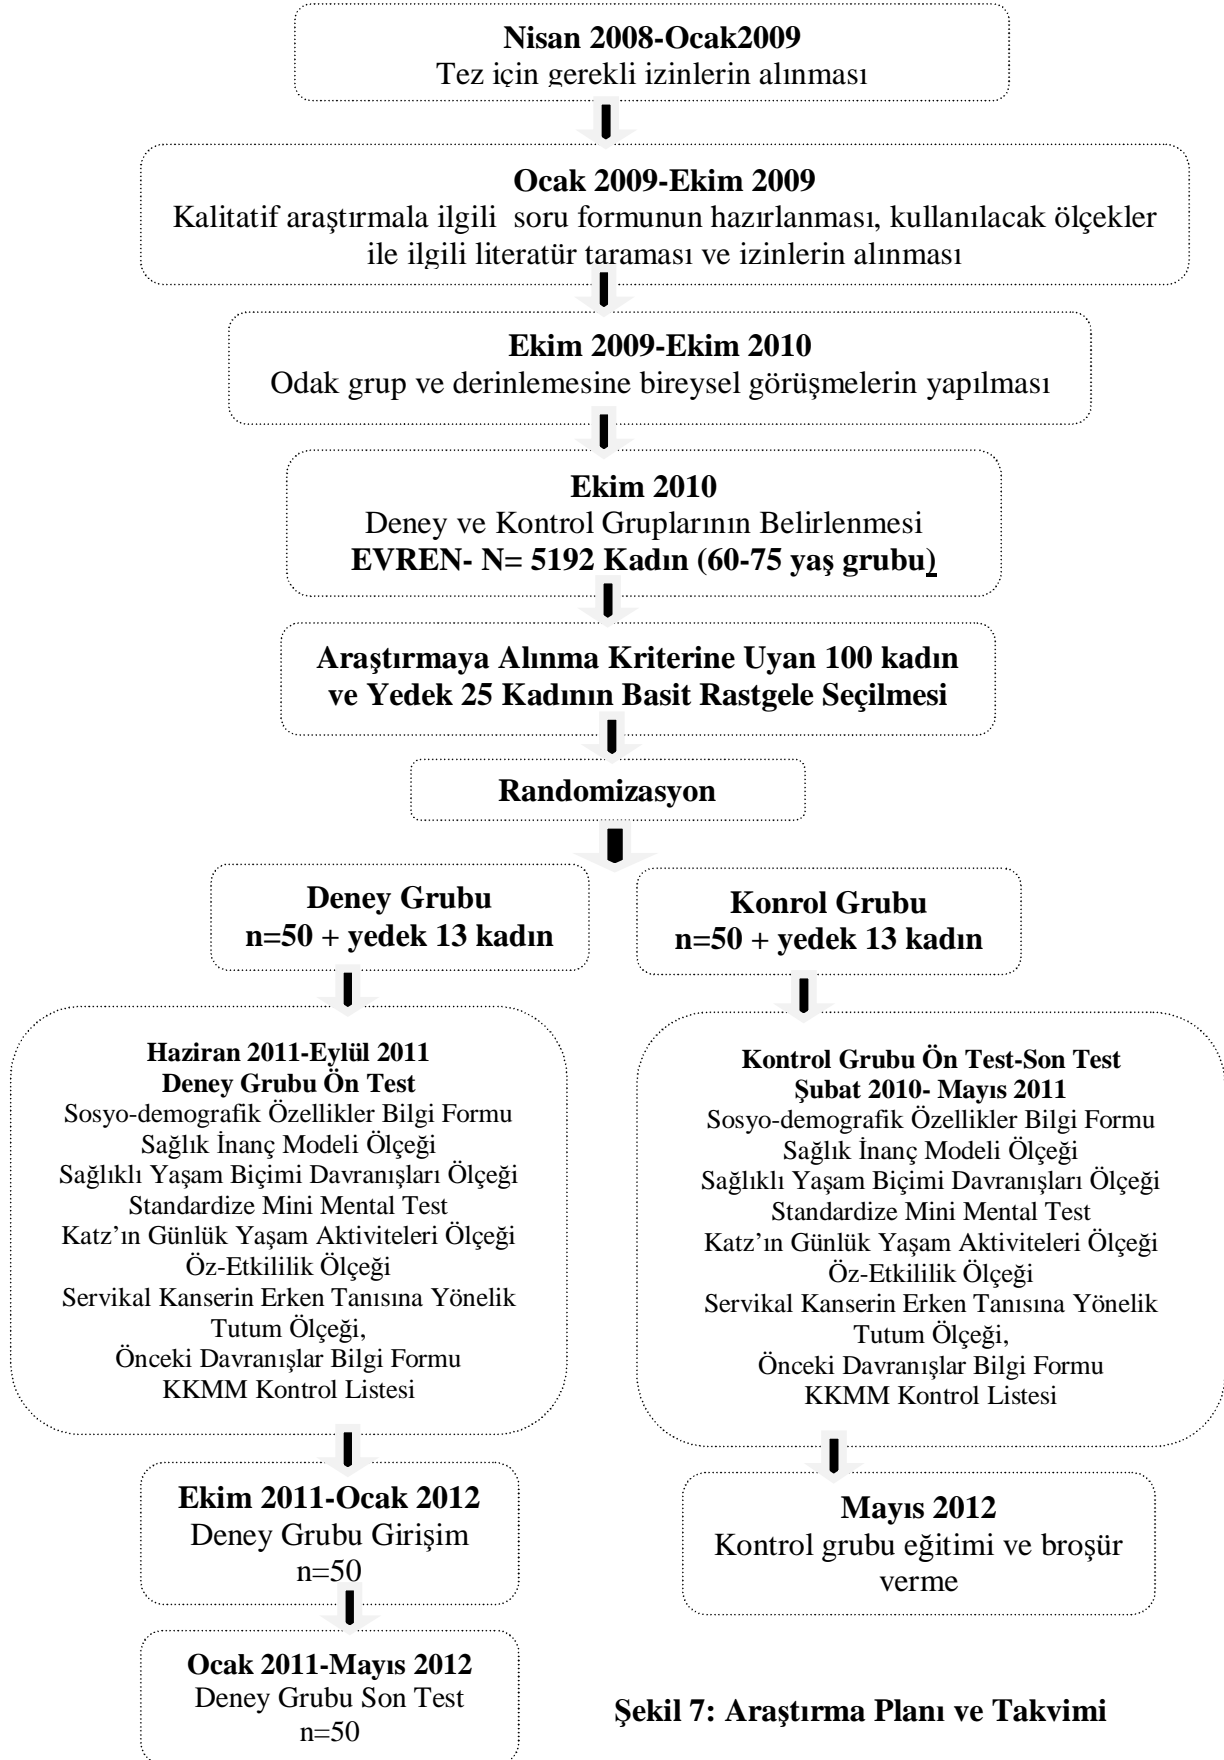 Nisan 2008-Ocak2009
Tez için gerekli izinlerin alınması
Ocak 2009-Ekim 2009
Kalitatif araştırmala ilgili soru formunun hazırlanması, kullanılacak ölçekler
ile ilgili literatür taraması ve izinlerin alınması
Ekim 2009-Ekim 2010
Odak grup ve derinlemesine bireysel görüşmelerin yapılması
Ekim 2010
Deney ve Kontrol Gruplarının Belirlenmesi
EVREN- N= 5192 Kadın (60-75 yaş grubu)
Araştırmaya Alınma Kriterine Uyan 100 kadın
ve Yedek 25 Kadının Basit Rastgele Seçilmesi
Randomizasyon
Deney Grubu
n=50 + yedek 13 kadın
Konrol Grubu
n=50 + yedek 13 kadın
Haziran 2011-Eylül 2011
Deney Grubu Ön Test
Sosyo-demografik Özellikler Bilgi Formu
Sağlık İnanç Modeli Ölçeği
Sağlıklı Yaşam Biçimi Davranışları Ölçeği
Standardize Mini Mental Test
Katz’ın Günlük Yaşam Aktiviteleri Ölçeği
Öz-Etkililik Ölçeği
Servikal Kanserin Erken Tanısına Yönelik
Tutum Ölçeği,
Önceki Davranışlar Bilgi Formu
KKMM Kontrol Listesi
Kontrol Grubu Ön Test-Son Test
Şubat 2010- Mayıs 2011
Sosyo-demografik Özellikler Bilgi Formu
Sağlık İnanç Modeli Ölçeği
Sağlıklı Yaşam Biçimi Davranışları Ölçeği
Standardize Mini Mental Test
Katz’ın Günlük Yaşam Aktiviteleri Ölçeği
Öz-Etkililik Ölçeği
Servikal Kanserin Erken Tanısına Yönelik
Tutum Ölçeği,
Önceki Davranışlar Bilgi Formu
KKMM Kontrol Listesi
Ekim 2011-Ocak 2012
Deney Grubu Girişim
n=50
Mayıs 2012
Kontrol grubu eğitimi ve broşür
verme
Ocak 2011-Mayıs 2012
Deney Grubu Son Test
n=50
Şekil 7: Araştırma Planı ve Takvimi